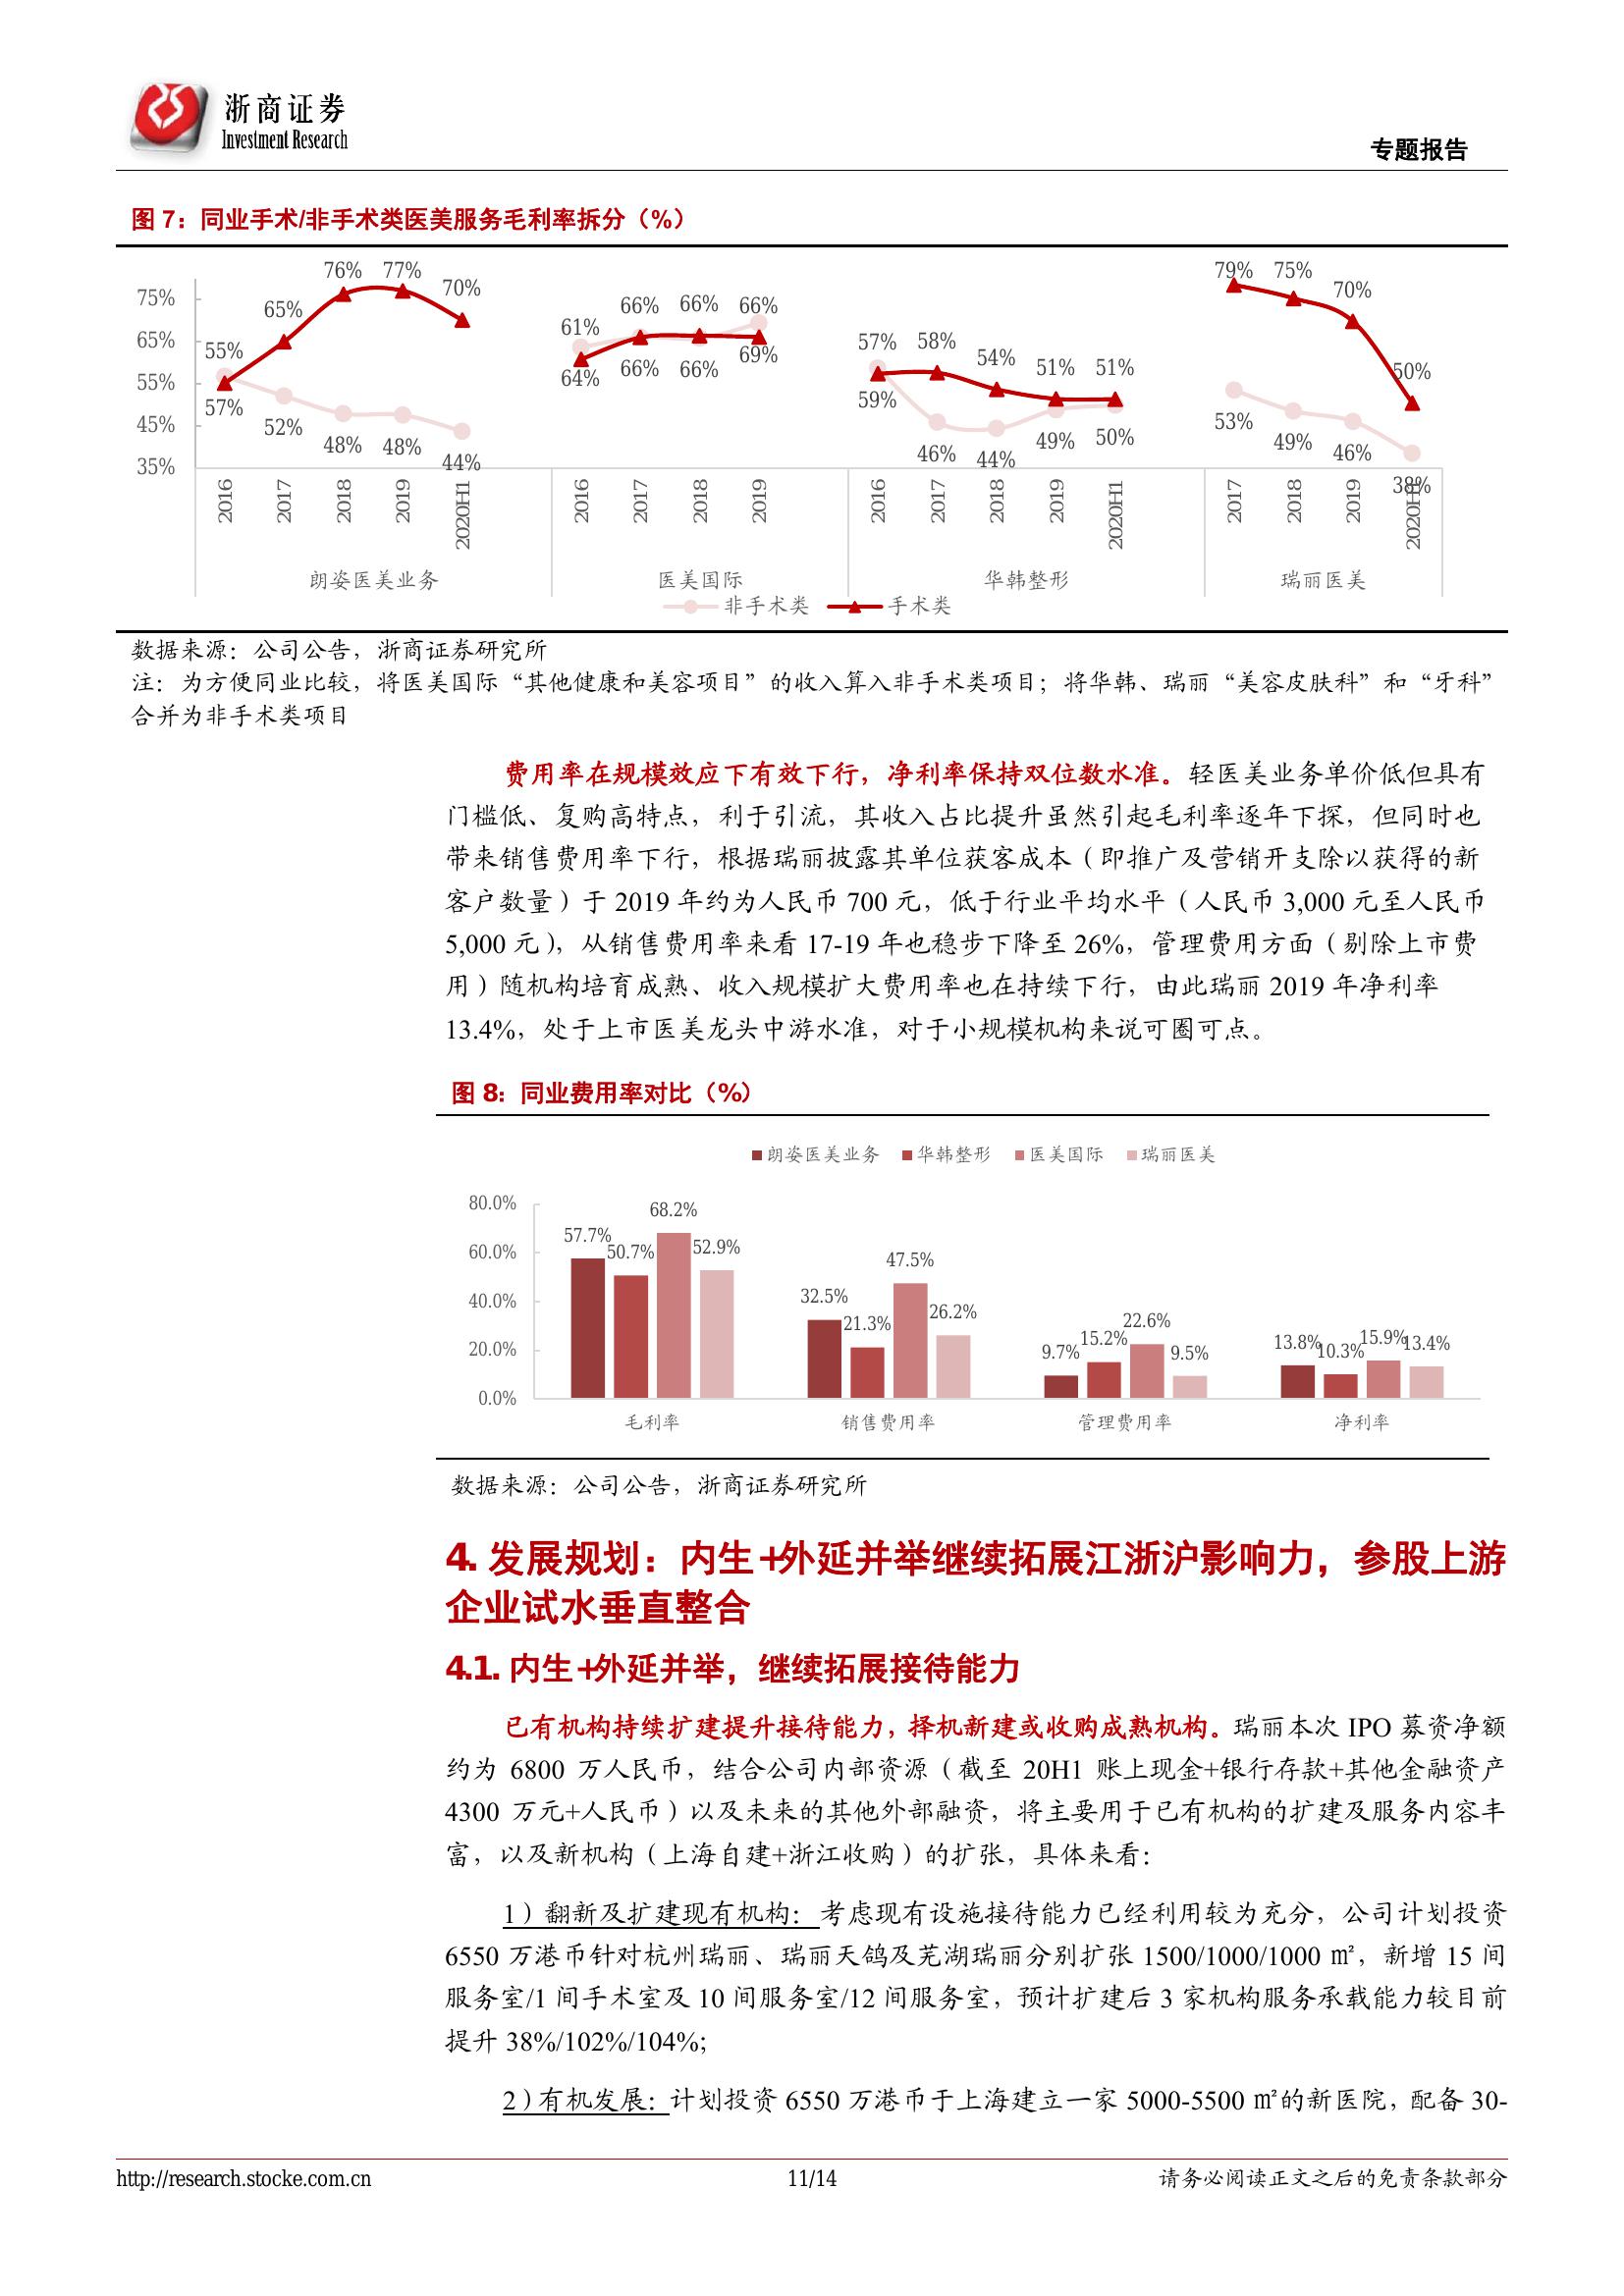 浙商证券
Investment Research
专题报告
图 7：同业手术/非手术类医美服务毛利率拆分（%）
75%
65%
55%
45%
35%
55% 65% 76% 77% 70%
57% 52% 48% 48% 44%
61% 66% 66% 66%
64% 66% 66% 69%
57% 58% 54% 51% 51%
59% 46% 44% 49% 50%
79% 75% 70% 50%
53% 49% 46% 38%
2016 2017 2018 2019 2020H1 2016 2017 2018 2019 2016 2017 2018 2019 2020H1 2017 2018 2019 2020H1
朗姿医美业务 医美国际 华韩整形 瑞丽医美
非手术类 手术类
数据来源：公司公告，浙商证券研究所
注：为方便同业比较，将医美国际“其他健康和美容项目”的收入算入非手术类项目；将华韩、瑞丽“美容皮肤科”和“牙科”
合并为非手术类项目
费用率在规模效应下有效下行，净利率保持双位数水准。轻医美业务单价低但具有
门槛低、复购高特点，利于引流，其收入占比提升虽然引起毛利率逐年下探，但同时也
带来销售费用率下行，根据瑞丽披露其单位获客成本（即推广及营销开支除以获得的新
客户数量）于 2019 年约为人民币 700 元，低于行业平均水平（人民币 3,000 元至人民币
5,000 元），从销售费用率来看 17-19 年也稳步下降至 26%，管理费用方面（剔除上市费
用）随机构培育成熟、收入规模扩大费用率也在持续下行，由此瑞丽 2019 年净利率
13.4%，处于上市医美龙头中游水准，对于小规模机构来说可圈可点。
图 8：同业费用率对比（%）
朗姿医美业务 华韩整形 医美国际 瑞丽医美
80.0%
60.0%
40.0%
20.0%
0.0%
57.7% 50.7% 68.2% 52.9%
32.5% 21.3% 47.5% 26.2%
9.7% 15.2% 22.6% 9.5%
13.8% 10.3% 15.9% 13.4%
毛利率 销售费用率 管理费用率 净利率
数据来源：公司公告，浙商证券研究所
4. 发展规划：内生+外延并举继续拓展江浙沪影响力，参股上游
企业试水垂直整合
4.1. 内生+外延并举，继续拓展接待能力
已有机构持续扩建提升接待能力，择机新建或收购成熟机构。瑞丽本次 IPO 募资净额
约为 6800 万人民币，结合公司内部资源（截至 20H1 账上现金+银行存款+其他金融资产
4300 万元+人民币）以及未来的其他外部融资，将主要用于已有机构的扩建及服务内容丰
富，以及新机构（上海自建+浙江收购）的扩张，具体来看：
1）翻新及扩建现有机构：考虑现有设施接待能力已经利用较为充分，公司计划投资
6550 万港币针对杭州瑞丽、瑞丽天鸽及芜湖瑞丽分别扩张 1500/1000/1000 ㎡，新增 15 间
服务室/1 间手术室及 10 间服务室/12 间服务室，预计扩建后 3 家机构服务承载能力较目前
提升 38%/102%/104%;
2）有机发展：计划投资 6550 万港币于上海建立一家 5000-5500 ㎡的新医院，配备 30-
http://research.stocke.com.cn
11/14
请务必阅读正文之后的免责条款部分